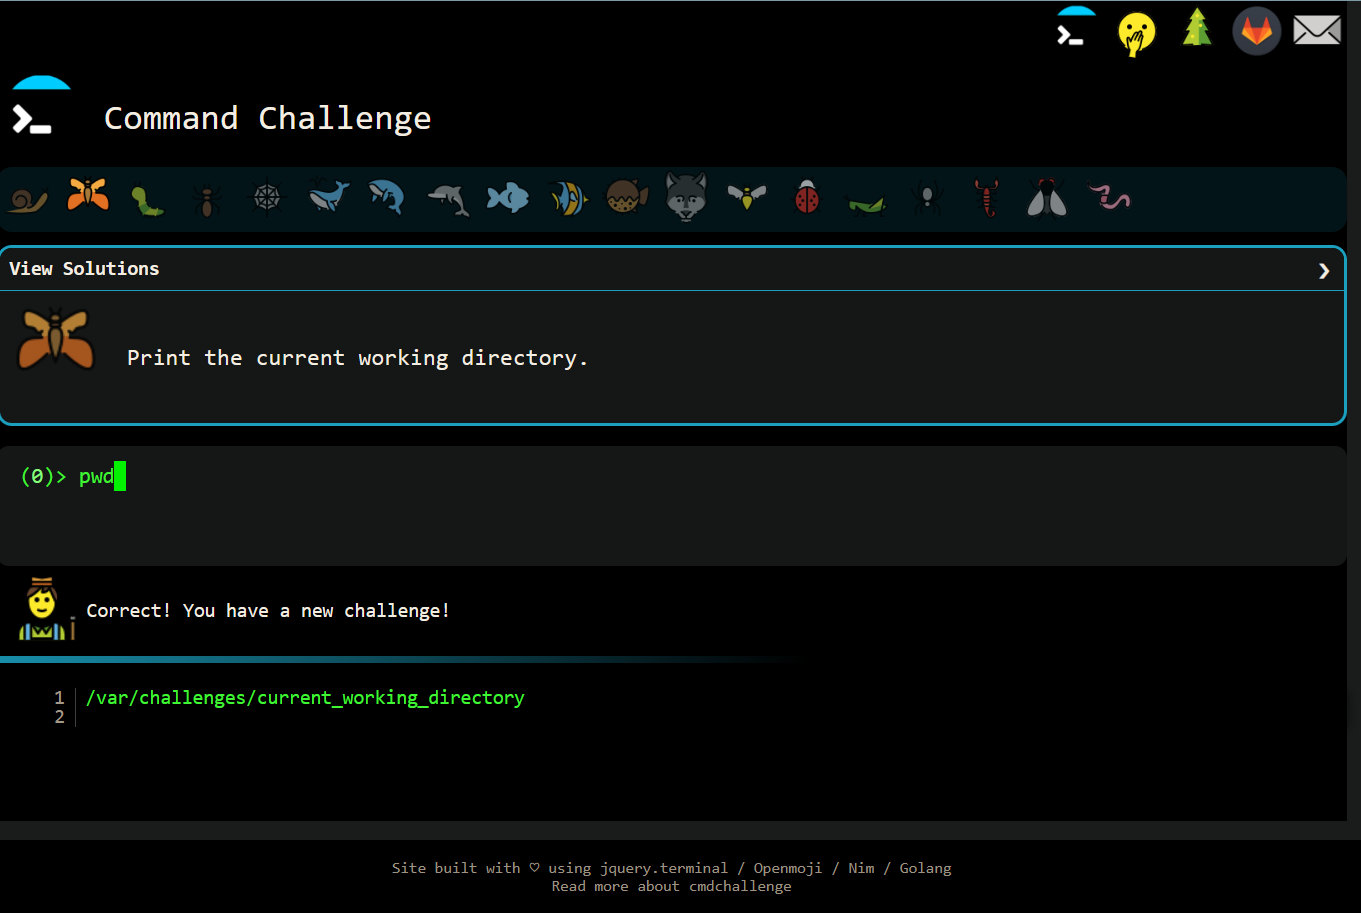 Command Challenge
View Solutions
Print the current working directory.
(0)> pwd
Correct! You have a new challenge!
1 /var/challenges/current_working_directory
2
Site built with ♡ using jquery.terminal / Openmoji / Nim / Golang
Read more about cmdchallenge